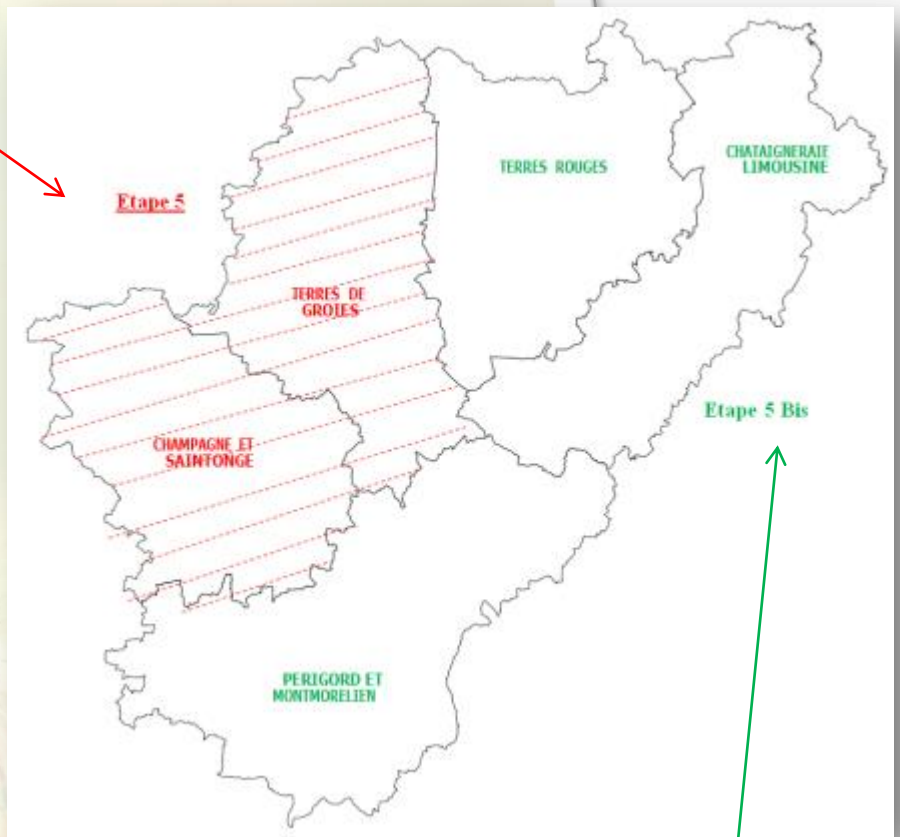 TERRES ROUGES
CHATAIGNERAIE
LIMOUSINE
Etape 5
TERRES DE
GROIES
Etape 5 Bis
CHAMPAGNE ET
SAINTONGE
PERIGORD ET
MONTMORELIEN